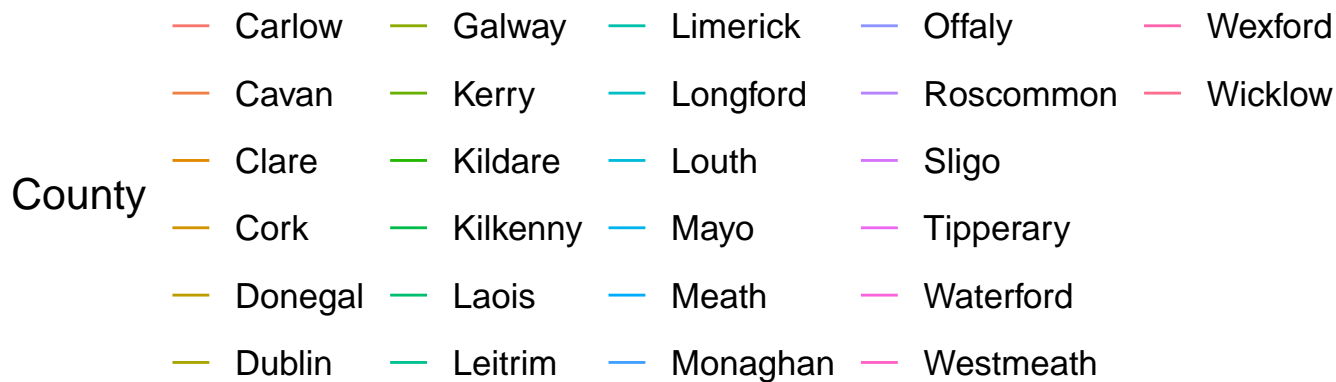 County
Carlow
Cavan
Clare
Cork
Donegal
Dublin
Galway
Kerry
Kildare
Kilkenny
Laois
Leitrim
Limerick
Longford
Louth
Mayo
Meath
Monaghan
Offaly
Roscommon
Sligo
Tipperary
Waterford
Westmeath
Wexford
Wicklow